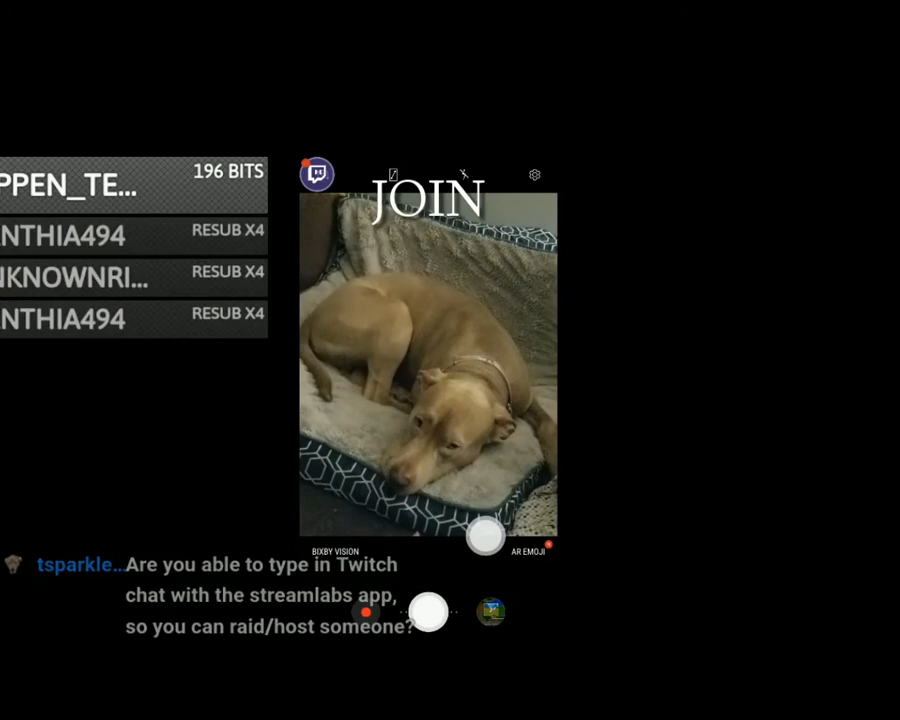 PPEN_TE... 196 BITS
NTHIA494 RESUB X4
NKNOWNRI... RESUB X4
NTHIA494 RESUB X4
JOIN
BIXBY VISION AR EMOJI
tsparkle... Are you able to type in Twitch
chat with the streamlabs app,
so you can raid/host someone?